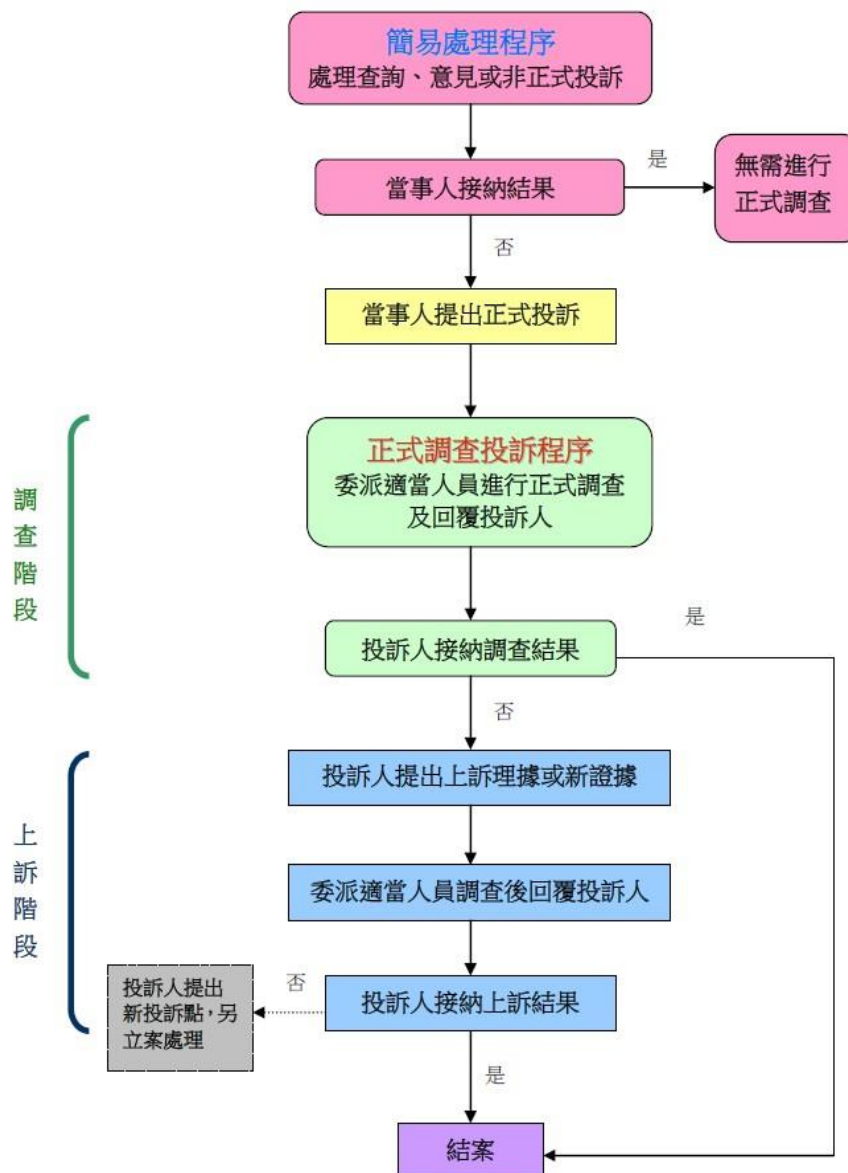 簡易處理程序
處理查詢、意見或非正式投訴
是
當事人接納結果
無需進行
正式調查
否
當事人提出正式投訴
調查階段
正式調查投訴程序
委派適當人員進行正式調查
及回覆投訴人
是
投訴人接納調查結果
否
上訴階段
投訴人提出上訴理據或新證據
委派適當人員調查後回覆投訴人
投訴人接納上訴結果
否
投訴人提出
新投訴點，另
立案處理
是
結案